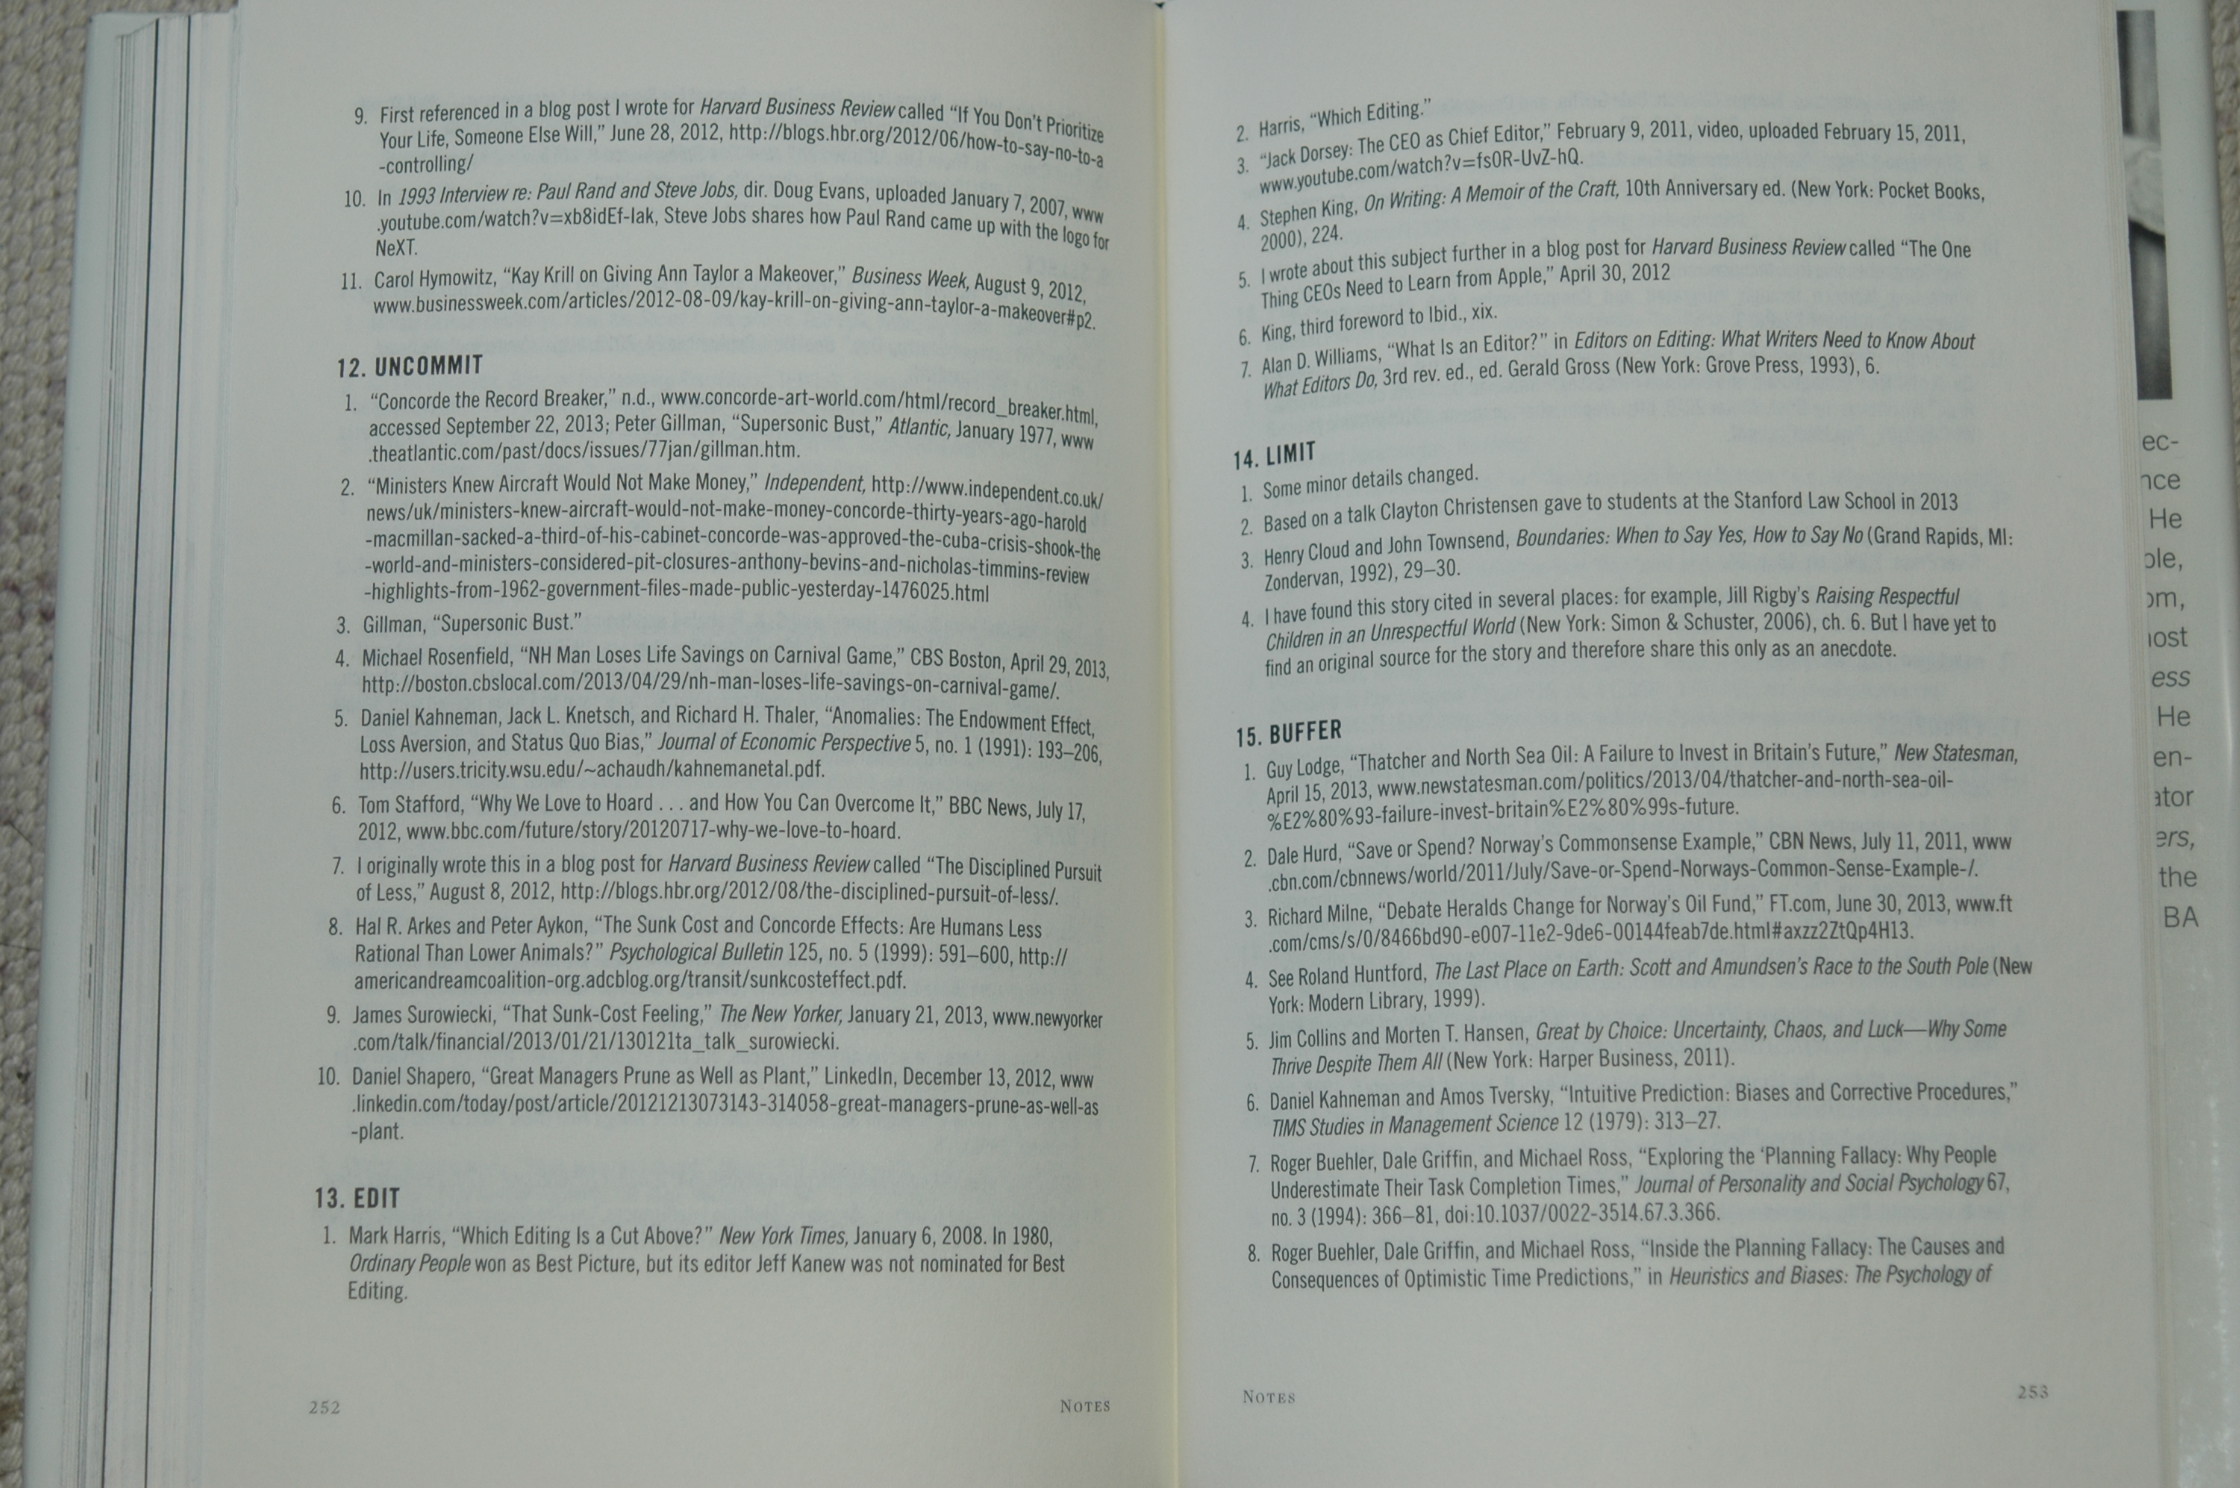 9. First referenced in a blog post I wrote for Harvard Business Review called “If You Don't Prioritize
Your Life, Someone Else Will,” June 28, 2012, http://blogs.hbr.org/2012/06/how-to-say-no-to-a
-controlling/
10. In 1993 Interview re: Paul Rand and Steve Jobs, dir. Doug Evans, uploaded January 7, 2007, www
.youtube.com/watch?v=xb8idEf-Iak, Steve Jobs shares how Paul Rand came up with the logo for
NeXT.
11. Carol Hymowitz, “Kay Krill on Giving Ann Taylor a Makeover,” Business Week, August 9, 2012,
www.businessweek.com/articles/2012-08-09/kay-krill-on-giving-ann-taylor-a-makeover#p2.
12. UNCOMMIT
1. “Concorde the Record Breaker,” n.d., www.concorde-art-world.com/html/record_breaker.html,
accessed September 22, 2013; Peter Gillman, “Supersonic Bust,” Atlantic, January 1977, www
.theatlantic.com/past/docs/issues/77jan/gillman.htm.
2. “Ministers Knew Aircraft Would Not Make Money,” Independent, http://www.independent.co.uk/
news/uk/ministers-knew-aircraft-would-not-make-money-concorde-thirty-years-ago-harold
-macmillan-sacked-a-third-of-his-cabinet-concorde-was-approved-the-cuba-crisis-shook-the
-world-and-ministers-considered-pit-closures-anthony-bevins-and-nicholas-timmins-review
-highlights-from-1962-government-files-made-public-yesterday-1476025.html
3. Gillman, “Supersonic Bust.”
4. Michael Rosenfield, “NH Man Loses Life Savings on Carnival Game,” CBS Boston, April 29, 2013,
http://boston.cbslocal.com/2013/04/29/nh-man-loses-life-savings-on-carnival-game/.
5. Daniel Kahneman, Jack L. Knetsch, and Richard H. Thaler, “Anomalies: The Endowment Effect,
Loss Aversion, and Status Quo Bias,” Journal of Economic Perspective 5, no. 1 (1991): 193–206,
http://users.tricity.wsu.edu/~achaudh/kahnemanetal.pdf.
6. Tom Stafford, “Why We Love to Hoard . . . and How You Can Overcome It,” BBC News, July 17,
2012, www.bbc.com/future/story/20120717-why-we-love-to-hoard.
7. I originally wrote this in a blog post for Harvard Business Review called “The Disciplined Pursuit
of Less,” August 8, 2012, http://blogs.hbr.org/2012/08/the-disciplined-pursuit-of-less/.
8. Hal R. Arkes and Peter Aykon, “The Sunk Cost and Concorde Effects: Are Humans Less
Rational Than Lower Animals?” Psychological Bulletin 125, no. 5 (1999): 591–600, http://
americandreamcoalition-org.adcblog.org/transit/sunkcosteffect.pdf.
9. James Surowiecki, “That Sunk-Cost Feeling,” The New Yorker, January 21, 2013, www.newyorker
.com/talk/financial/2013/01/21/130121ta_talk_surowiecki.
10. Daniel Shapero, “Great Managers Prune as Well as Plant,” LinkedIn, December 13, 2012, www
.linkedin.com/today/post/article/20121213073143-314058-great-managers-prune-as-well-as
-plant.
13. EDIT
1. Mark Harris, “Which Editing Is a Cut Above?” New York Times, January 6, 2008. In 1980,
Ordinary People won as Best Picture, but its editor Jeff Kanew was not nominated for Best
Editing.
252
NOTES
2. Harris, “Which Editing.”
3. “Jack Dorsey: The CEO as Chief Editor,” February 9, 2011, video, uploaded February 15, 2011,
www.youtube.com/watch?v=fs0R-UvZ-hQ.
4. Stephen King, On Writing: A Memoir of the Craft, 10th Anniversary ed. (New York: Pocket Books,
2000), 224.
5. I wrote about this subject further in a blog post for Harvard Business Review called “The One
Thing CEOs Need to Learn from Apple,” April 30, 2012
6. King, third foreword to Ibid., xix.
7. Alan D. Williams, “What Is an Editor?” in Editors on Editing: What Writers Need to Know About
What Editors Do, 3rd rev. ed., ed. Gerald Gross (New York: Grove Press, 1993), 6.
14. LIMIT
1. Some minor details changed.
2. Based on a talk Clayton Christensen gave to students at the Stanford Law School in 2013
3. Henry Cloud and John Townsend, Boundaries: When to Say Yes, How to Say No (Grand Rapids, MI:
Zondervan, 1992), 29–30.
4. I have found this story cited in several places: for example, Jill Rigby's Raising Respectful
Children in an Unrespectful World (New York: Simon & Schuster, 2006), ch. 6. But I have yet to
find an original source for the story and therefore share this only as an anecdote.
15. BUFFER
1. Guy Lodge, “Thatcher and North Sea Oil: A Failure to Invest in Britain's Future,” New Statesman,
April 15, 2013, www.newstatesman.com/politics/2013/04/thatcher-and-north-sea-oil-
%E2%80%93-failure-invest-britain%E2%80%99s-future.
2. Dale Hurd, “Save or Spend? Norway's Commonsense Example,” CBN News, July 11, 2011, www
.cbn.com/cbnnews/world/2011/July/Save-or-Spend-Norways-Common-Sense-Example-/.
3. Richard Milne, “Debate Heralds Change for Norway's Oil Fund,” FT.com, June 30, 2013, www.ft
.com/cms/s/0/8466bd90-e007-11e2-9de6-00144feab7de.html#axzz2ZtQp4H13.
4. See Roland Huntford, The Last Place on Earth: Scott and Amundsen's Race to the South Pole (New
York: Modern Library, 1999).
5. Jim Collins and Morten T. Hansen, Great by Choice: Uncertainty, Chaos, and Luck—Why Some
Thrive Despite Them All (New York: Harper Business, 2011).
6. Daniel Kahneman and Amos Tversky, “Intuitive Prediction: Biases and Corrective Procedures,”
TIMS Studies in Management Science 12 (1979): 313–27.
7. Roger Buehler, Dale Griffin, and Michael Ross, “Exploring the ‘Planning Fallacy: Why People
Underestimate Their Task Completion Times,” Journal of Personality and Social Psychology 67,
no. 3 (1994): 366–81, doi:10.1037/0022-3514.67.3.366.
8. Roger Buehler, Dale Griffin, and Michael Ross, “Inside the Planning Fallacy: The Causes and
Consequences of Optimistic Time Predictions,” in Heuristics and Biases: The Psychology of
NOTES
253
ec-
nce
He
ple,
om,
ost
ess
He
en-
ator
ers,
the
BA